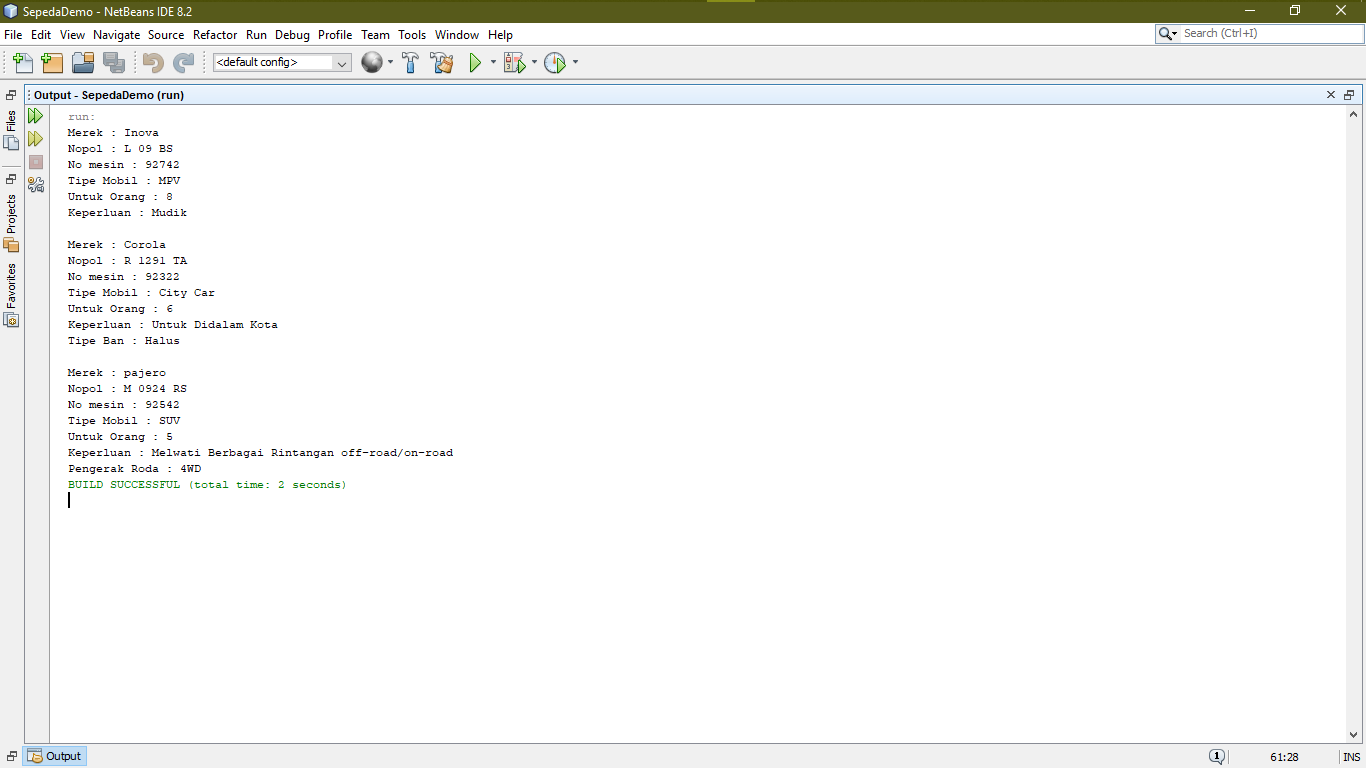 SepedaDemo - NetBeans IDE 8.2
File Edit View Navigate Source Refactor Run Debug Profile Team Tools Window Help
Search (Ctrl+I)
<default config>
Output - SepedaDemo (run)
Files
Projects
Favorites
run:
Merek : Inova
Nopol : L 09 BS
No mesin : 92742
Tipe Mobil : MPV
Untuk Orang : 8
Keperluan : Mudik
Merek : Corola
Nopol : R 1291 TA
No mesin : 92322
Tipe Mobil : City Car
Untuk Orang : 6
Keperluan : Untuk Didalam Kota
Tipe Ban : Halus
Merek : pajero
Nopol : M 0924 RS
No mesin : 92542
Tipe Mobil : SUV
Untuk Orang : 5
Keperluan : Melwati Berbagai Rintangan off-road/on-road
Pengerak Roda : 4WD
BUILD SUCCESSFUL (total time: 2 seconds)
Output
1
61:28
INS